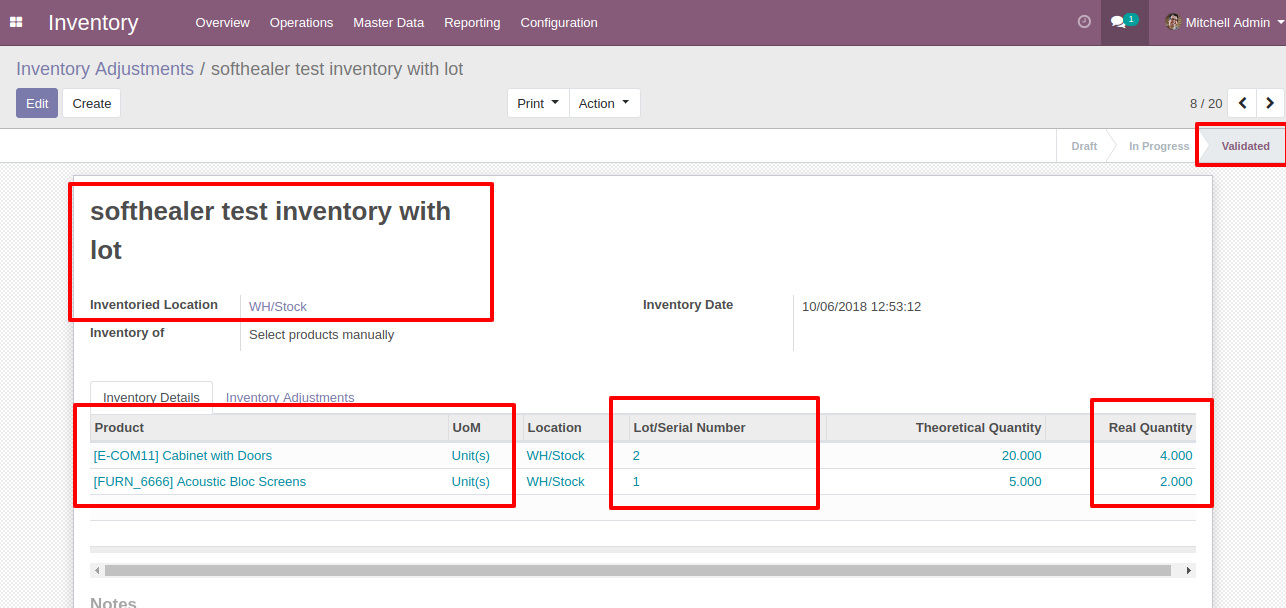 Inventory Overview Operations Master Data Reporting Configuration 1 Mitchell Admin
Inventory Adjustments / softhealer test inventory with lot
Edit Create Print Action 8 / 20
Draft In Progress Validated
softhealer test inventory with
lot
Inventoried Location WH/Stock Inventory Date 10/06/2018 12:53:12
Inventory of Select products manually
Inventory Details Inventory Adjustments
Product UoM Location Lot/Serial Number Theoretical Quantity Real Quantity
[E-COM11] Cabinet with Doors Unit(s) WH/Stock 2 20.000 4.000
[FURN_6666] Acoustic Bloc Screens Unit(s) WH/Stock 1 5.000 2.000
Notes